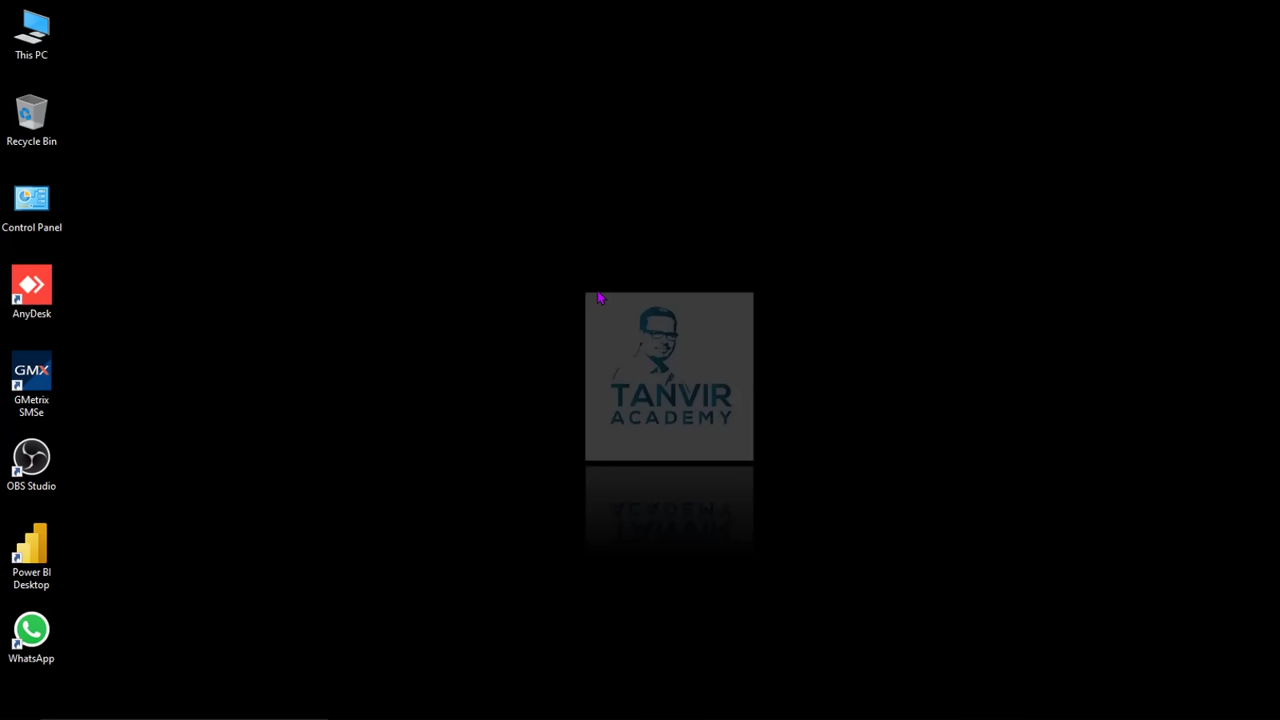 This PC
Recycle Bin
Control Panel
AnyDesk
GMX
GMetrix
SMSe
OBS Studio
Power BI
Desktop
WhatsApp
TANVIR
ACADEMY